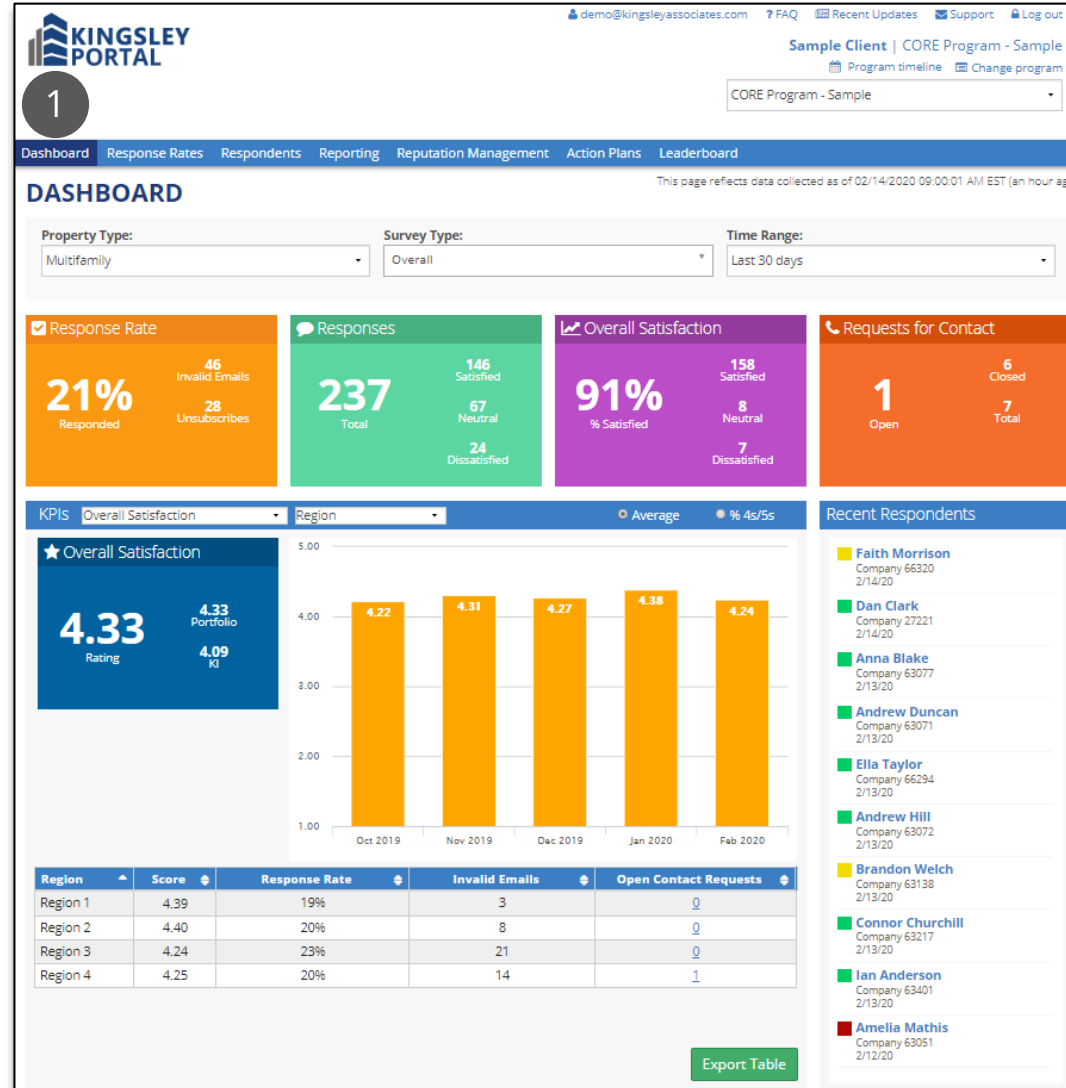 demo@kingsleyassociates.com ? FAQ Recent Updates Support Log out
KINGSLEY
PORTAL
Sample Client | CORE Program - Sample
Program timeline Change program
1
CORE Program - Sample
Dashboard Response Rates Respondents Reporting Reputation Management Action Plans Leaderboard
DASHBOARD
This page reflects data collected as of 02/14/2020 09:00:01 AM EST (an hour ag
Property Type: Survey Type: Time Range:
Multifamily Overall Last 30 days
Response Rate
21%
Responded
46
Invalid Emails
28
Unsubscribes
Responses
237
Total
146
Satisfied
67
Neutral
24
Dissatisfied
Overall Satisfaction
91%
% Satisfied
158
Satisfied
8
Neutral
7
Dissatisfied
Requests for Contact
1
Open
6
Closed
7
Total
KPIs Overall Satisfaction Region Average % 4s/5s
Overall Satisfaction
4.33
Rating
4.33
Portfolio
4.09
KI
5.00
4.00
3.00
2.00
1.00
4.22 4.31 4.27 4.38 4.24
Oct 2019 Nov 2019 Dec 2019 Jan 2020 Feb 2020
Region Score Response Rate Invalid Emails Open Contact Requests
Region 1 4.39 19% 3 0
Region 2 4.40 20% 8 0
Region 3 4.24 23% 21 0
Region 4 4.25 20% 14 1
Export Table
Recent Respondents
Faith Morrison
Company 66320
2/14/20
Dan Clark
Company 27221
2/14/20
Anna Blake
Company 63077
2/13/20
Andrew Duncan
Company 63071
2/13/20
Ella Taylor
Company 66294
2/13/20
Andrew Hill
Company 63072
2/13/20
Brandon Welch
Company 63138
2/13/20
Connor Churchill
Company 63217
2/13/20
Ian Anderson
Company 63401
2/13/20
Amelia Mathis
Company 63051
2/12/20